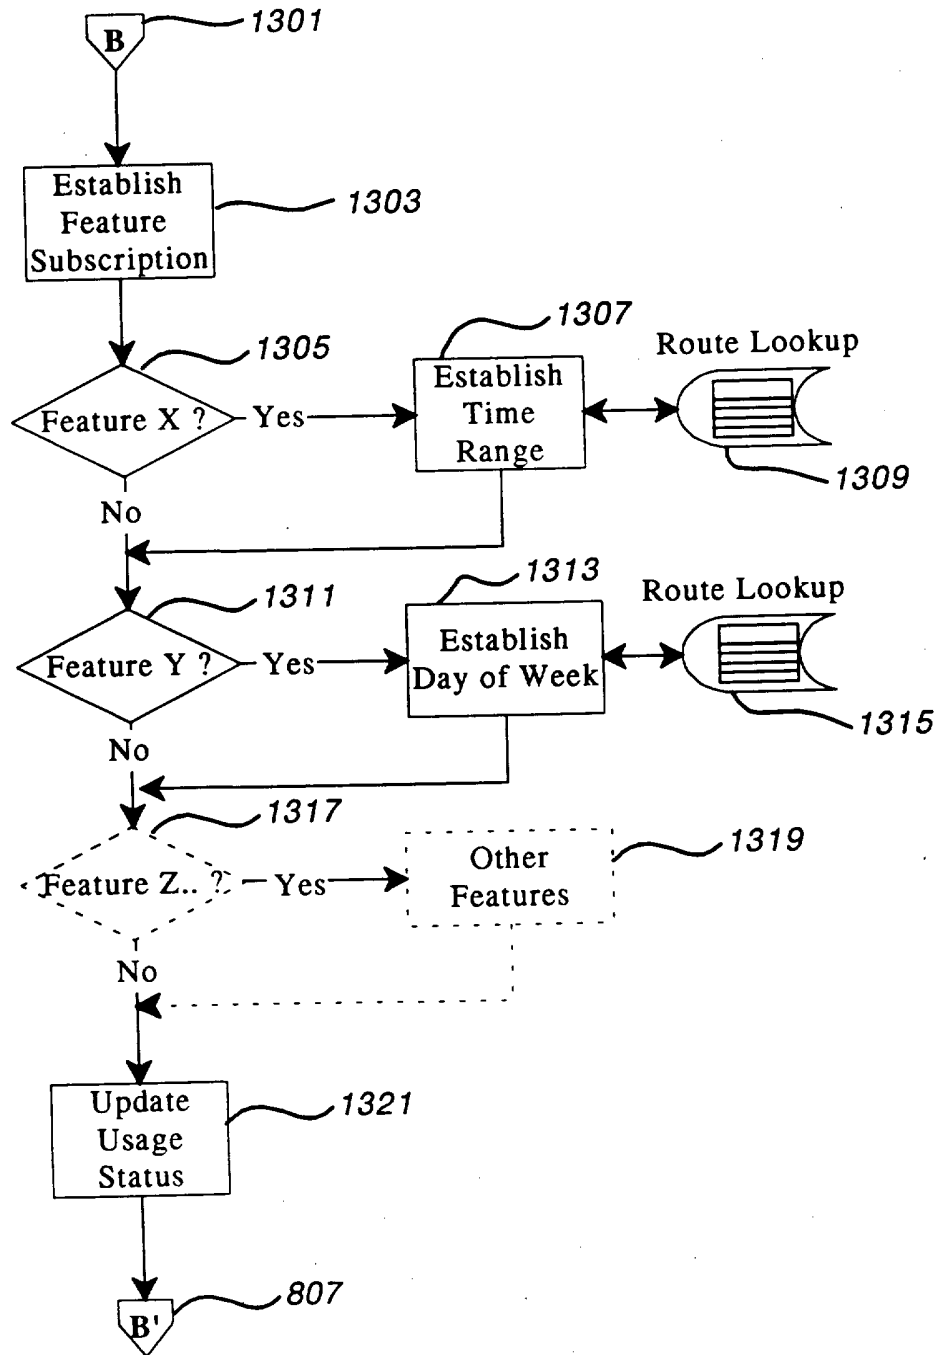 B
1301
Establish
Feature
Subscription
1303
1305
Feature X ?
Yes
No
1307
Establish
Time
Range
Route Lookup
1309
1311
Feature Y ?
Yes
No
1313
Establish
Day of Week
Route Lookup
1315
1317
Feature Z.. ?
Yes
No
Other
Features
1319
Update
Usage
Status
1321
B'
807